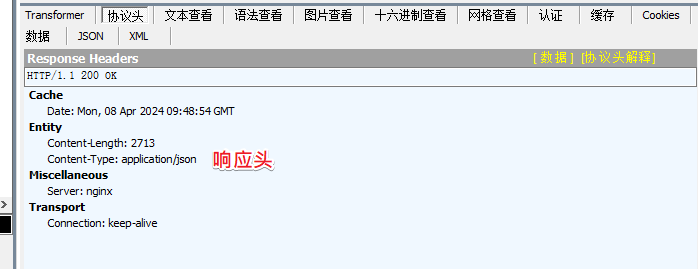 Transformer 协议头 文本查看 语法查看 图片查看 十六进制查看 网格查看 认证 缓存 Cookies
数据 JSON XML
Response Headers [ 数据 ] [协议头解释]
HTTP/1.1 200 OK
Cache
Date: Mon, 08 Apr 2024 09:48:54 GMT
Entity
Content-Length: 2713
Content-Type: application/json 响应头
Miscellaneous
Server: nginx
Transport
Connection: keep-alive